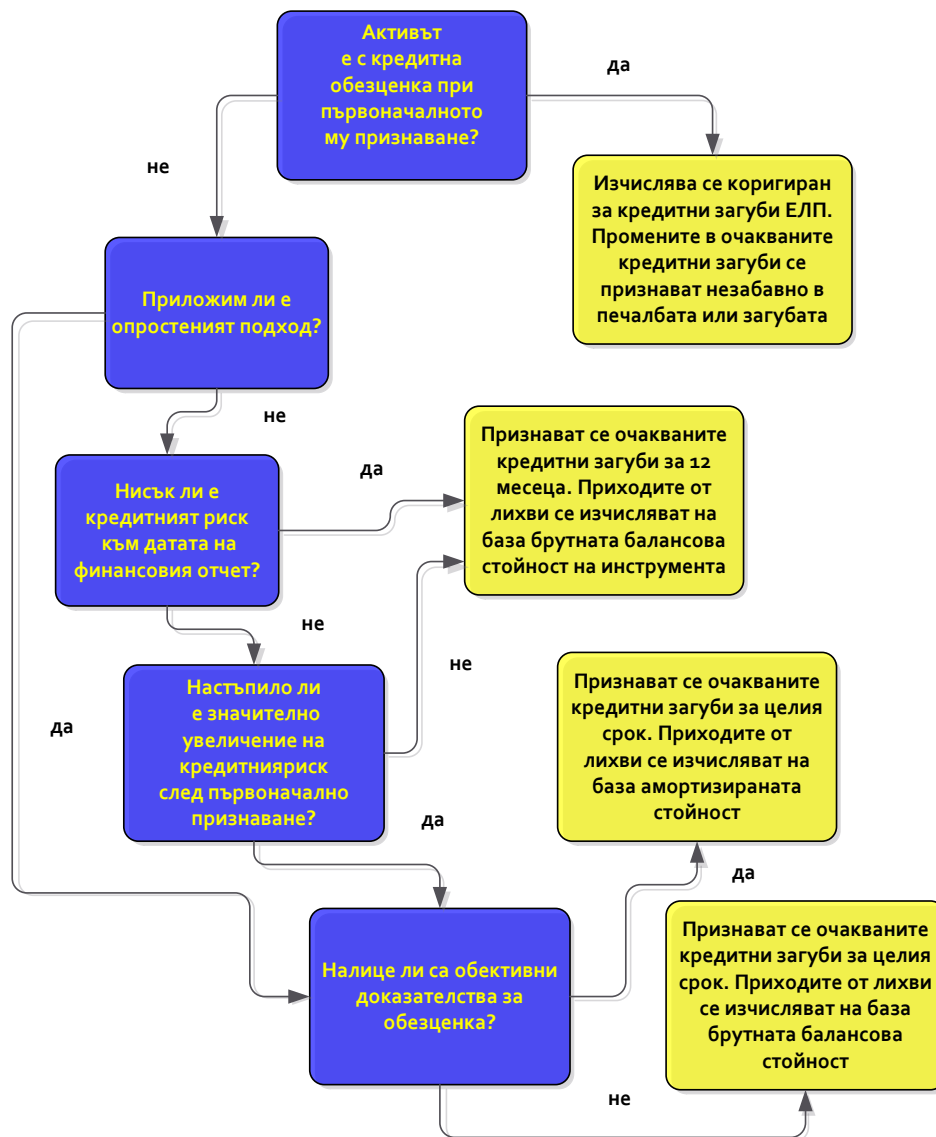 Активът
е с кредитна
обезценка при
първоначалното
му признаване?
да
не
Изчислява се коригиран
за кредитни загуби ЕЛП.
Промените в очакваните
кредитни загуби се
признават незабавно в
печалбата или загубата
Приложим ли е
опростеният подход?
не
Нисък ли е
кредитният риск
към датата на
финансовия отчет?
да
Признават се очакваните
кредитни загуби за 12
месеца. Приходите от
лихви се изчисляват на
база брутната балансова
стойност на инструмента
не
Настъпило ли
е значително
увеличение на
кредитнияриск
след първоначално
признаване?
не
да
Признават се очакваните
кредитни загуби за целия
срок. Приходите от
лихви се изчисляват на
база амортизираната
стойност
да
Налице ли са обективни
доказателства за
обезценка?
да
Признават се очакваните
кредитни загуби за целия
срок. Приходите от лихви
се изчисляват на база
брутната балансова
стойност
не